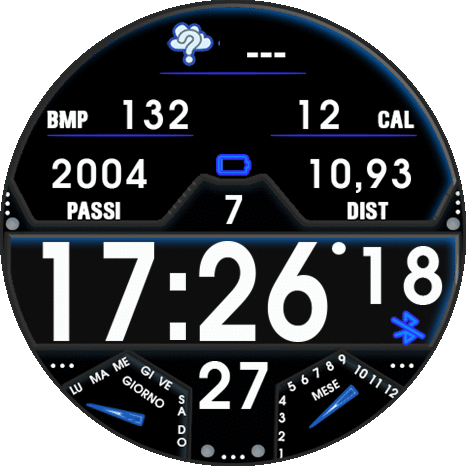 ?
---
BMP 132
12 CAL
2004
10,93
PASSI
DIST
7
17:26 18
27
LU MA ME GI VE SA DO
GIORNO
1 2 3 4 5 6 7 8 9 10 11 12
MESE